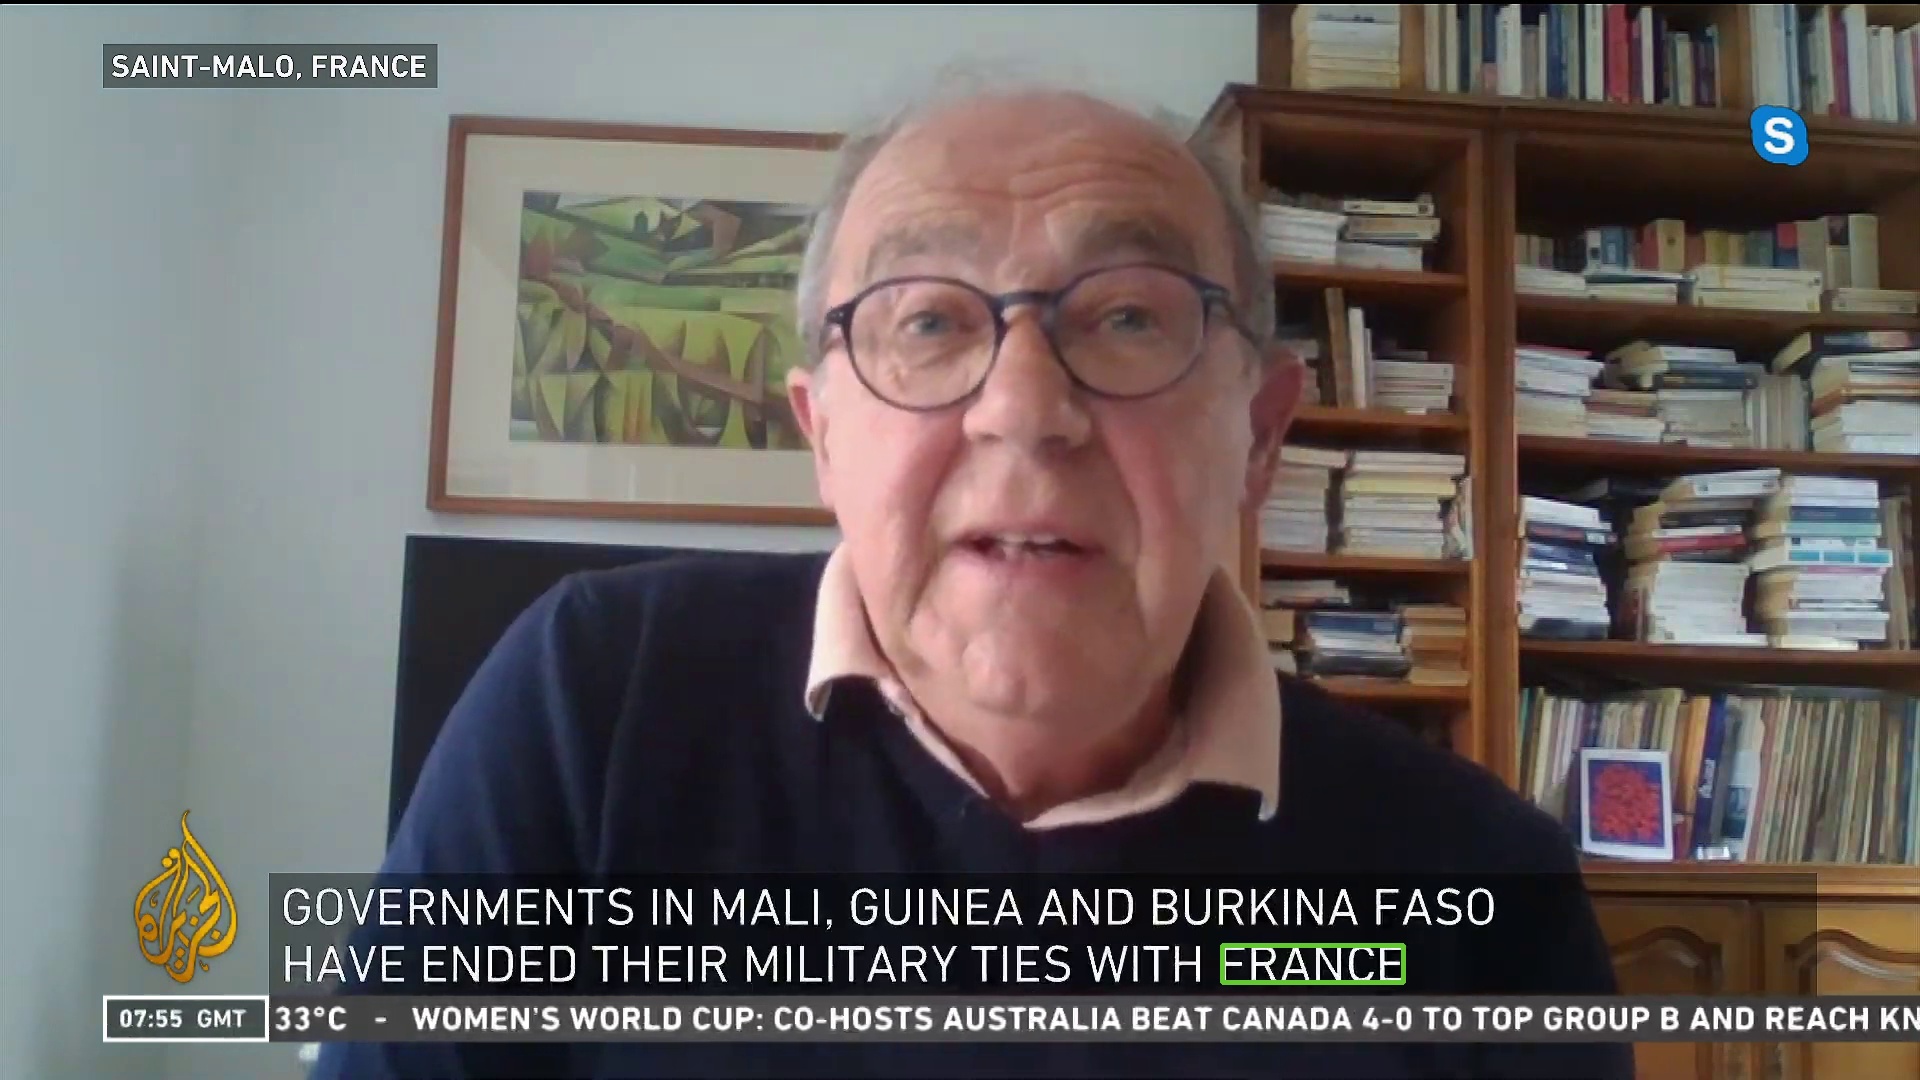 SAINT-MALO, FRANCE
S
GOVERNMENTS IN MALI, GUINEA AND BURKINA FASO
HAVE ENDED THEIR MILITARY TIES WITH FRANCE
07:55 GMT
33°C - WOMEN'S WORLD CUP: CO-HOSTS AUSTRALIA BEAT CANADA 4-0 TO TOP GROUP B AND REACH KN
الجزيرة